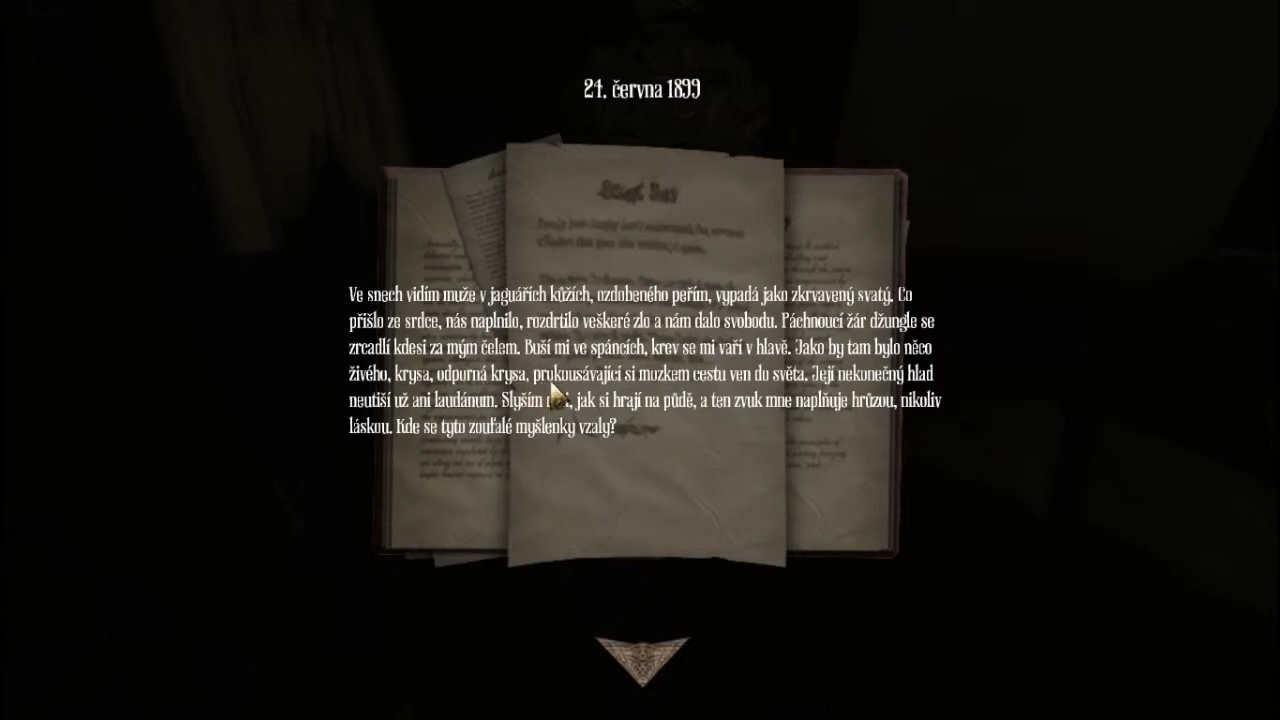 24. června 1899
Ve snech vidím muže v jaguářích kůžích, ozdobeného peřím, vypadá jako zkrvavený svatý. Co
přišlo ze srdce, nás naplnilo, rozdrtilo veškeré zlo a nám dalo svobodu. Páchnoucí žár džungle se
zrcadlí kdesi za mým čelem. Buší mi ve spáncích, krev se mi vaří v hlavě. Jako by tam bylo něco
živého, krysa, odporná krysa, prokousávající si mozkem cestu ven do světa. Její nekonečný hlad
neutiší už ani laudánum. Slyším jak si hrají na půdě, a ten zvuk mne naplňuje hrůzou, nikoliv
láskou. Kde se tyto zoufalé myšlenky vzaly?